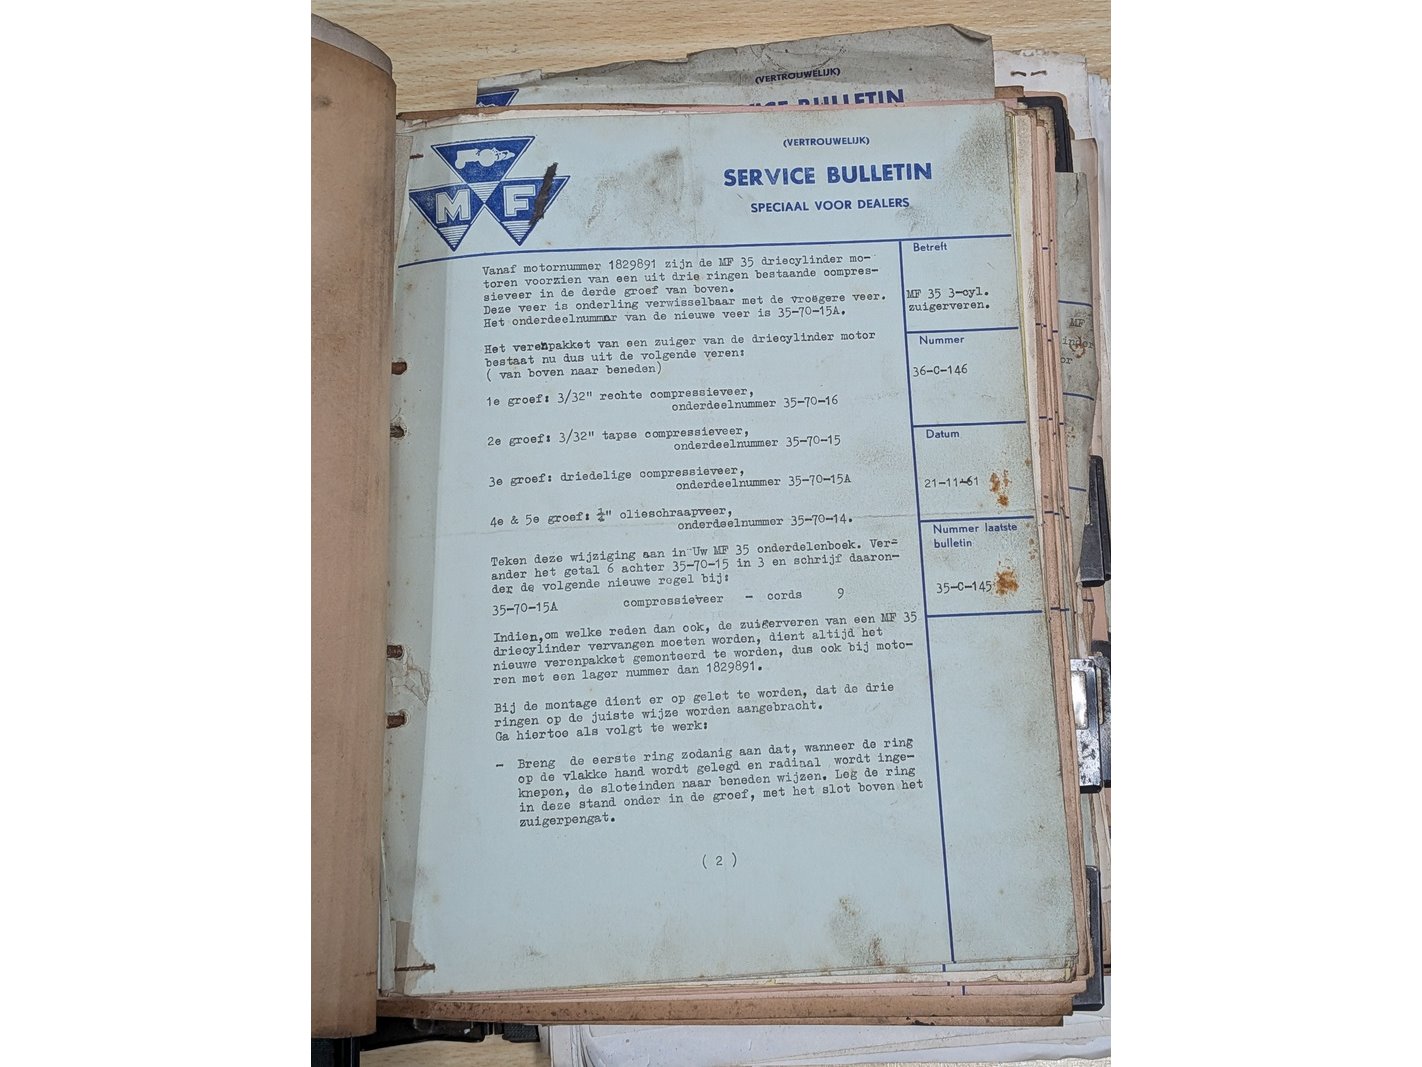 (VERTROUWELIJK)
SERVICE BULLETIN
(VERTROUWELIJK)
SERVICE BULLETIN
SPECIAAL VOOR DEALERS
M F
Vanaf motornummer 1829891 zijn de MF 35 driecylinder mo-
toren voorzien van een uit drie ringen bestaande compres-
sieveer in de derde groef van boven.
Deze veer is onderling verwisselbaar met de vroëgere veer.
Het onderdeelnummer van de nieuwe veer is 35-70-15A.
Het verenpakket van een zuiger van de driecylinder motor
bestaat nu dus uit de volgende veren:
( van boven naar beneden)
1e groef: 3/32" rechte compressieveer,
onderdeelnummer 35-70-16
2e groef: 3/32" tapse compressieveer,
onderdeelnummer 35-70-15
3e groef: driedelige compressieveer,
onderdeelnummer 35-70-15A
4e & 5e groef: ¼" olieschraapveer,
onderdeelnummer 35-70-14.
Teken deze wijziging aan in Uw MF 35 onderdelenboek. Ver=
ander het getal 6 achter 35-70-15 in 3 en schrijf daaron-
der de volgende nieuwe regel bij:
35-70-15A compressieveer - cords 9
Indien,om welke reden dan ook, de zuigerveren van een MF 35
driecylinder vervangen moeten worden, dient altijd het
nieuwe verenpakket gemonteerd te worden, dus ook bij moto-
ren met een lager nummer dan 1829891.
Bij de montage dient er op gelet te worden, dat de drie
ringen op de juiste wijze worden aangebracht.
Ga hiertoe als volgt te werk:
- Breng de eerste ring zodanig aan dat, wanneer de ring
op de vlakke hand wordt gelegd en radiaal wordt inge-
knepen, de sloteinden naar beneden wijzen. Leg de ring
in deze stand onder in de groef, met het slot boven het
zuigerpengat.
( 2 )
Betreft
MF 35 3-cyl.
zuigerveren.
Nummer
36-C-146
Datum
21-11-61
Nummer laatste
bulletin
35-C-145
MF